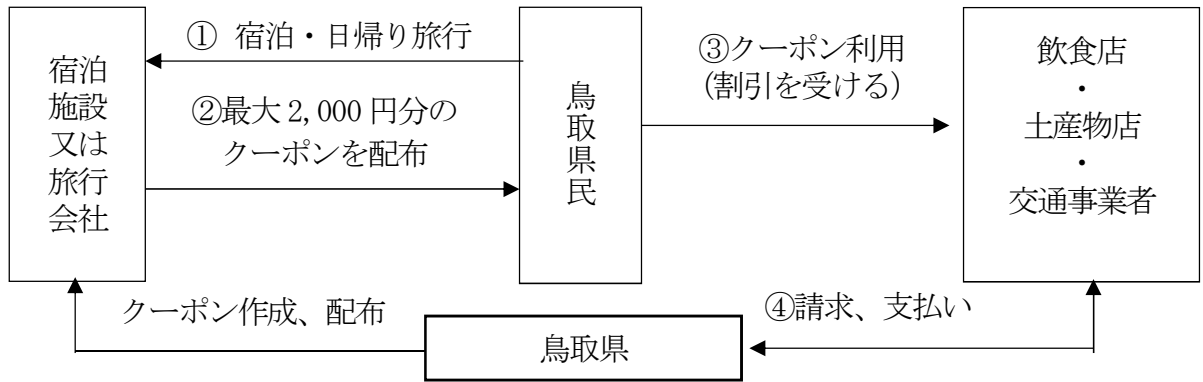 ① 宿泊・日帰り旅行
宿泊
施設
又は
旅行
会社
②最大 2,000 円分の
クーポンを配布
鳥取県民
③クーポン利用
(割引を受ける)
飲食店
・
土産物店
・
交通事業者
クーポン作成、配布
鳥取県
④請求、支払い